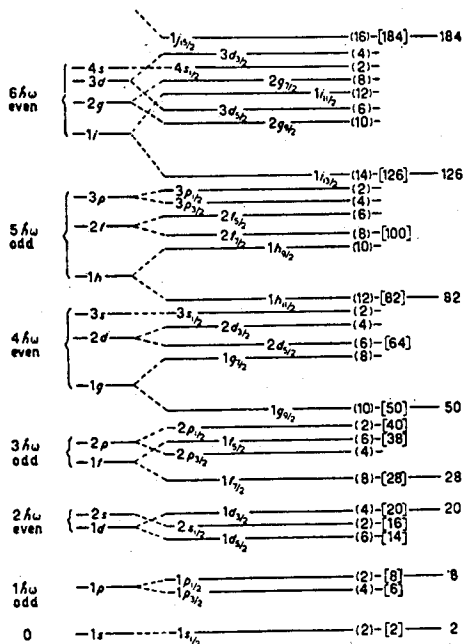 1j15/2 (16) [184] 184
3d3/2 (4)
4s 4s1/2 (2)
3d 2g7/2 (8)
6ħω even 1i11/2 (12)
2g 3d5/2 (6)
2g9/2 (10)
1i
1i13/2 (14) [126] 126
3p 3p1/2 (2)
3p3/2 (4)
2f 2f5/2 (6)
5ħω odd 2f7/2 (8) [100]
1h9/2 (10)
1h
1h11/2 (12) [82] 82
3s 3s1/2 (2)
2d3/2 (4)
4ħω even 2d 2d5/2 (6) [64]
1g7/2 (8)
1g
1g9/2 (10) [50] 50
2p1/2 (2) [40]
3ħω odd 2p 1f5/2 (6) [38]
1f 2p3/2 (4)
1f7/2 (8) [28] 28
2ħω even 2s 1d3/2 (4) [20] 20
1d 2s1/2 (2) [16]
1d5/2 (6) [14]
1ħω odd 1p 1p1/2 (2) [8] 8
1p3/2 (4) [6]
0 1s 1s1/2 (2) [2] 2